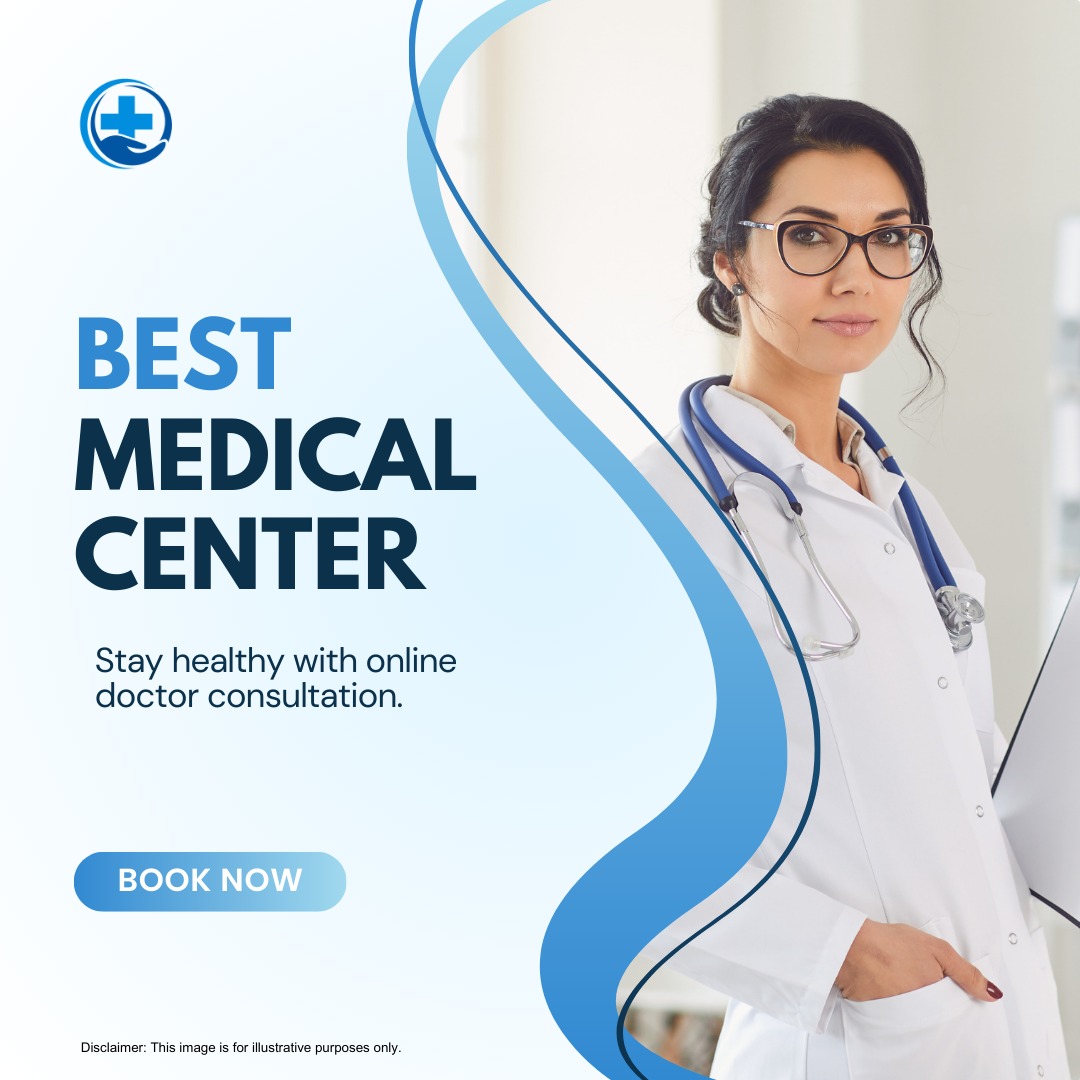 BEST
MEDICAL
CENTER
Stay healthy with online
doctor consultation.
BOOK NOW
Disclaimer: This image is for illustrative purposes only.